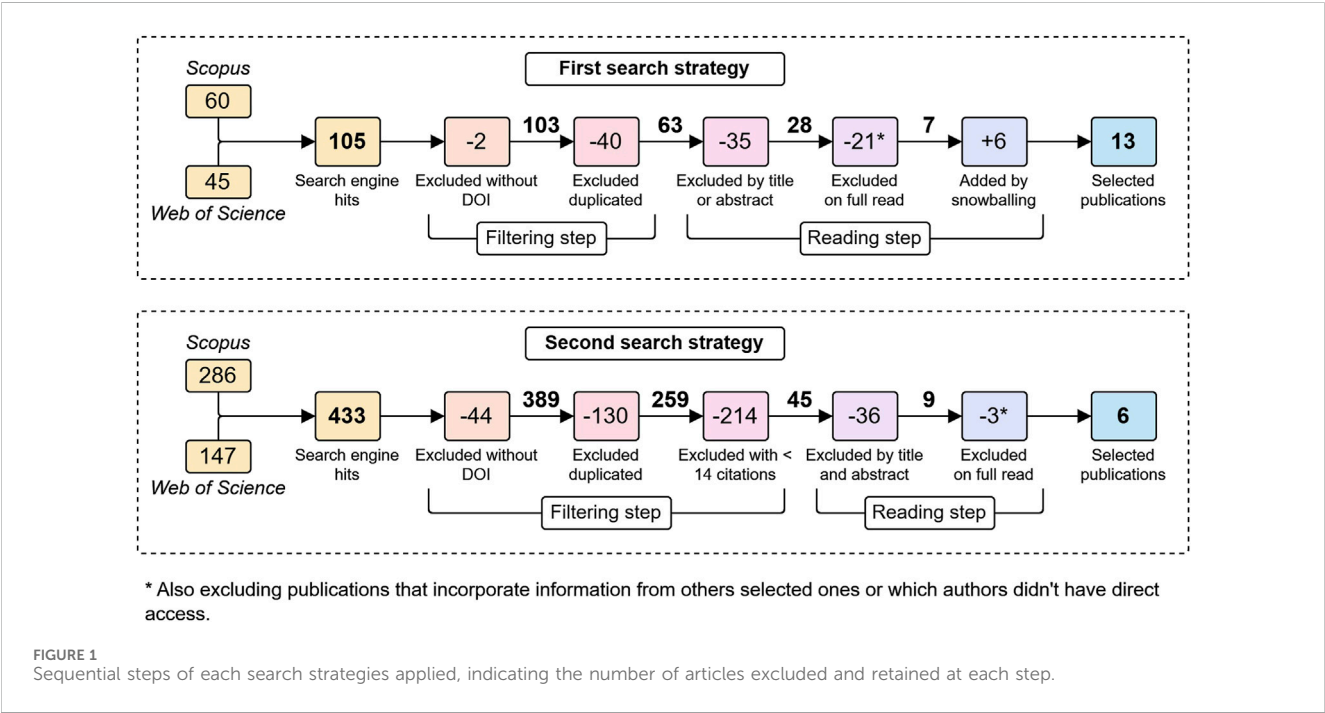 First search strategy
Scopus
60
45
Web of Science
105
Search engine
hits
-2
Excluded without
DOI
103
-40
Excluded
duplicated
63
-35
Excluded by title
or abstract
28
-21*
Excluded
on full read
7
+6
Added by
snowballing
13
Selected
publications
Filtering step
Reading step
Second search strategy
Scopus
286
147
Web of Science
433
Search engine
hits
-44
Excluded without
DOI
389
-130
Excluded
duplicated
259
-214
Excluded with <
14 citations
45
-36
Excluded by title
and abstract
9
-3*
Excluded
on full read
6
Selected
publications
Filtering step
Reading step
* Also excluding publications that incorporate information from others selected ones or which authors didn't have direct
access.
FIGURE 1
Sequential steps of each search strategies applied, indicating the number of articles excluded and retained at each step.